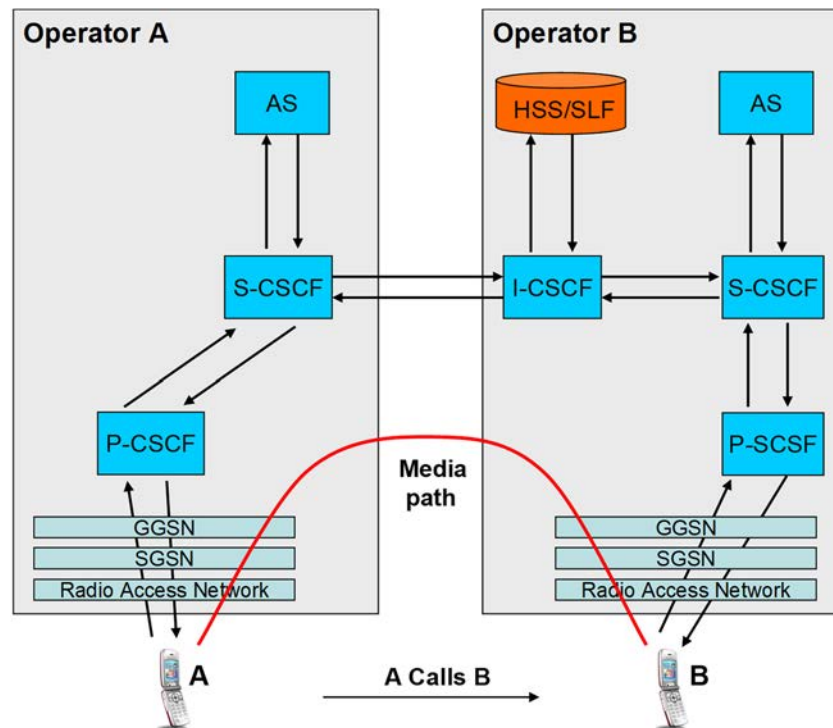 Operator A
Operator B
AS
HSS/SLF
AS
S-CSCF
I-CSCF
S-CSCF
P-CSCF
P-SCSF
Media
path
GGSN
GGSN
SGSN
SGSN
Radio Access Network
Radio Access Network
A
A Calls B
B